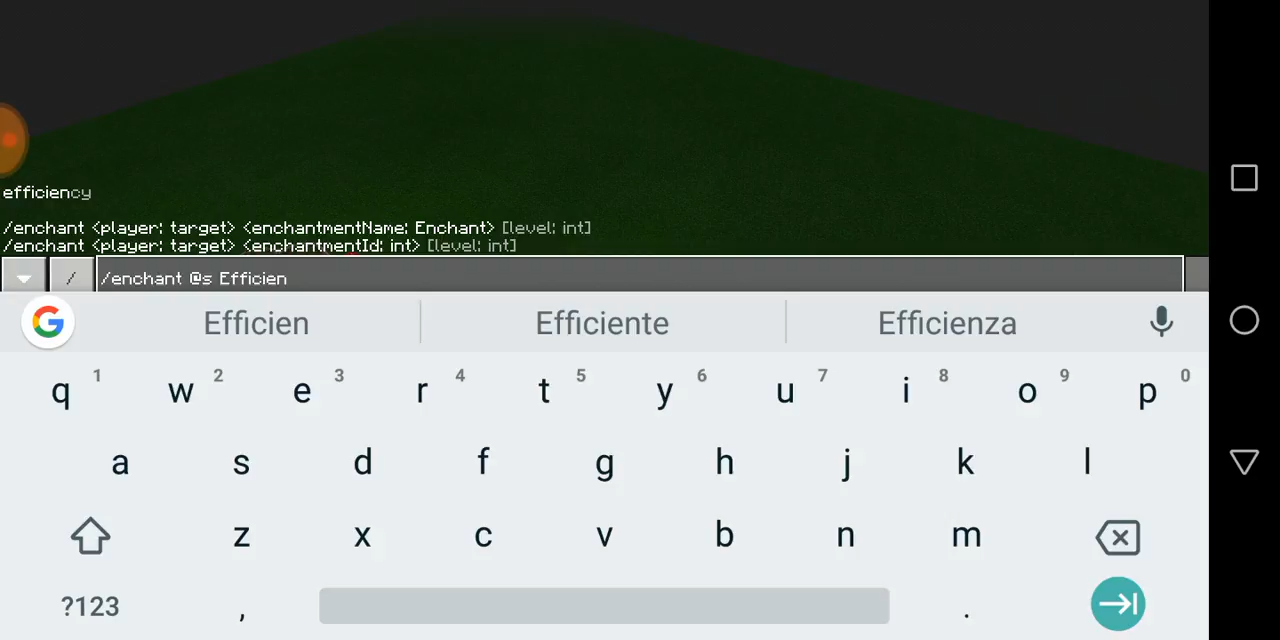 efficiency
/enchant <player: target> <enchantmentName: Enchant> [level: int]
/enchant <player: target> <enchantmentId: int> [level: int]
/ /enchant @s Efficien
G Efficien Efficiente Efficienza
q 1 w 2 e 3 r 4 t 5 y 6 u 7 i 8 o 9 p 0
a s d f g h j k l
z x c v b n m
?123 , .